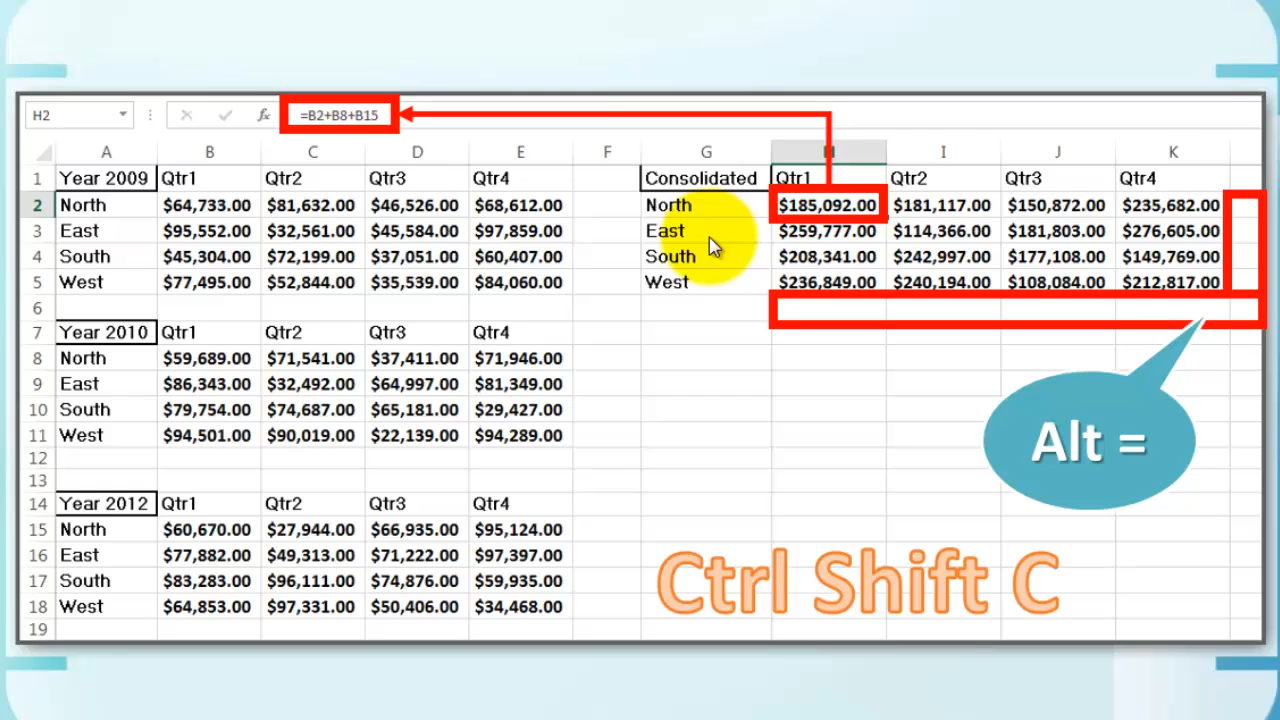 H2 fx =B2+B8+B15
A B C D E F G H I J K
1 Year 2009 Qtr1 Qtr2 Qtr3 Qtr4 Consolidated Qtr1 Qtr2 Qtr3 Qtr4
2 North $64,733.00 $81,632.00 $46,526.00 $68,612.00 North $185,092.00 $181,117.00 $150,872.00 $235,682.00
3 East $95,552.00 $32,561.00 $45,584.00 $97,859.00 East $259,777.00 $114,366.00 $181,803.00 $276,605.00
4 South $45,304.00 $72,199.00 $37,051.00 $60,407.00 South $208,341.00 $242,997.00 $177,108.00 $149,769.00
5 West $77,495.00 $52,844.00 $35,539.00 $84,060.00 West $236,849.00 $240,194.00 $108,084.00 $212,817.00
6
7 Year 2010 Qtr1 Qtr2 Qtr3 Qtr4
8 North $59,689.00 $71,541.00 $37,411.00 $71,946.00
9 East $86,343.00 $32,492.00 $64,997.00 $81,349.00
10 South $79,754.00 $74,687.00 $65,181.00 $29,427.00
11 West $94,501.00 $90,019.00 $22,139.00 $94,289.00
12
13
14 Year 2012 Qtr1 Qtr2 Qtr3 Qtr4
15 North $60,670.00 $27,944.00 $66,935.00 $95,124.00
16 East $77,882.00 $49,313.00 $71,222.00 $97,397.00
17 South $83,283.00 $96,111.00 $74,876.00 $59,935.00
18 West $64,853.00 $97,331.00 $50,406.00 $34,468.00
19
Alt =
Ctrl Shift C